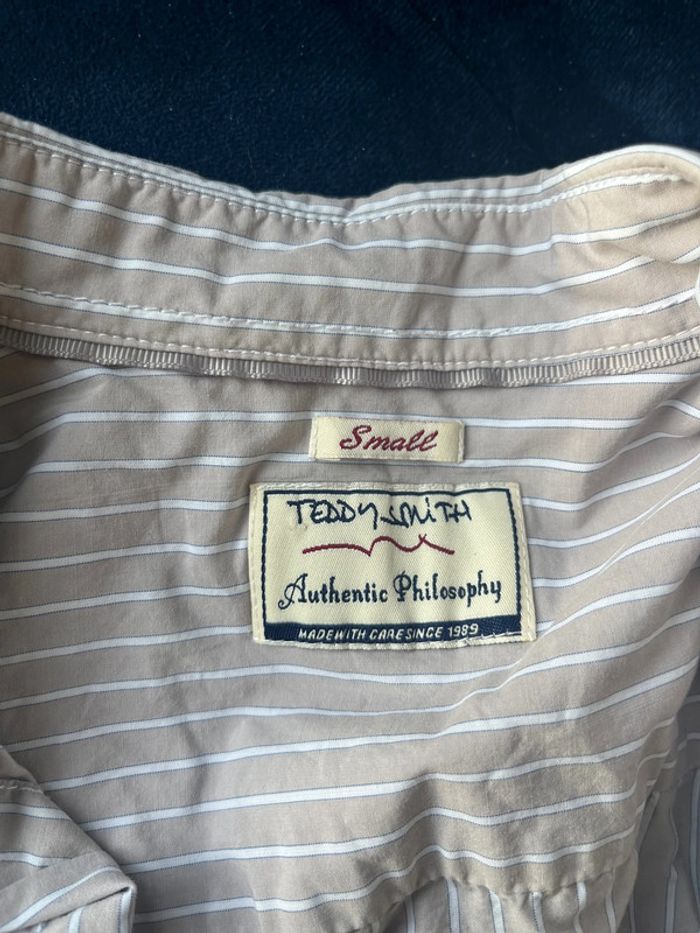 Small
TEDDY SMITH
Authentic Philosophy
MADE WITH CARE SINCE 1989